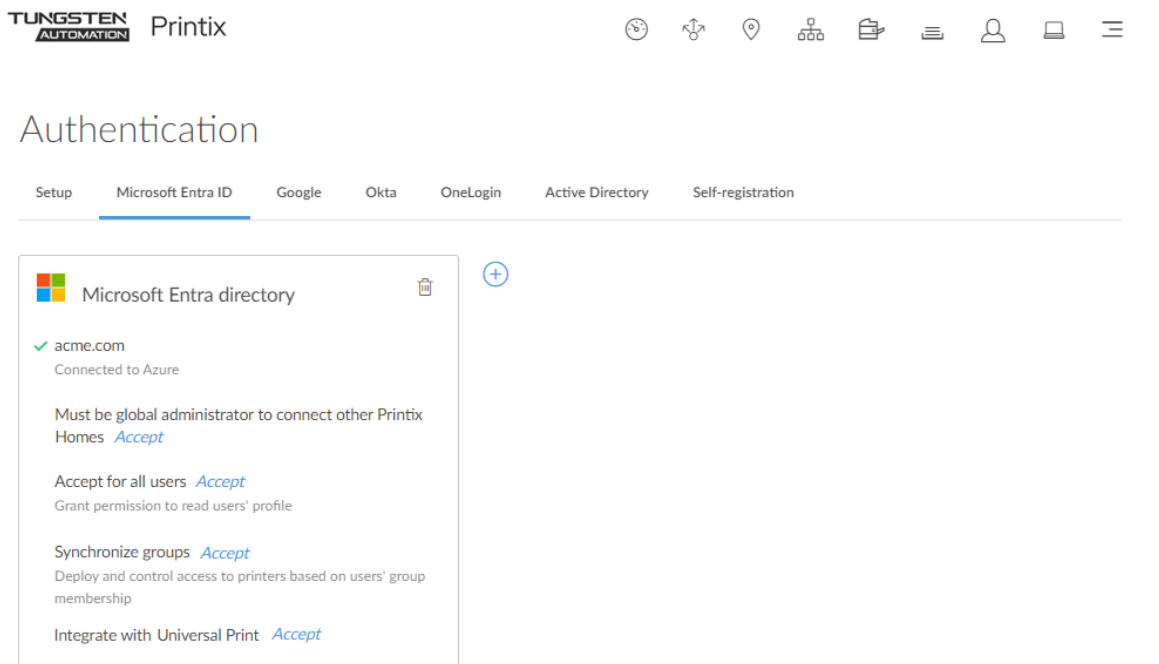 TUNGSTEN
AUTOMATION
Printix
Authentication
Setup Microsoft Entra ID Google Okta OneLogin Active Directory Self-registration
Microsoft Entra directory
acme.com
Connected to Azure
Must be global administrator to connect other Printix
Homes Accept
Accept for all users Accept
Grant permission to read users' profile
Synchronize groups Accept
Deploy and control access to printers based on users' group
membership
Integrate with Universal Print Accept